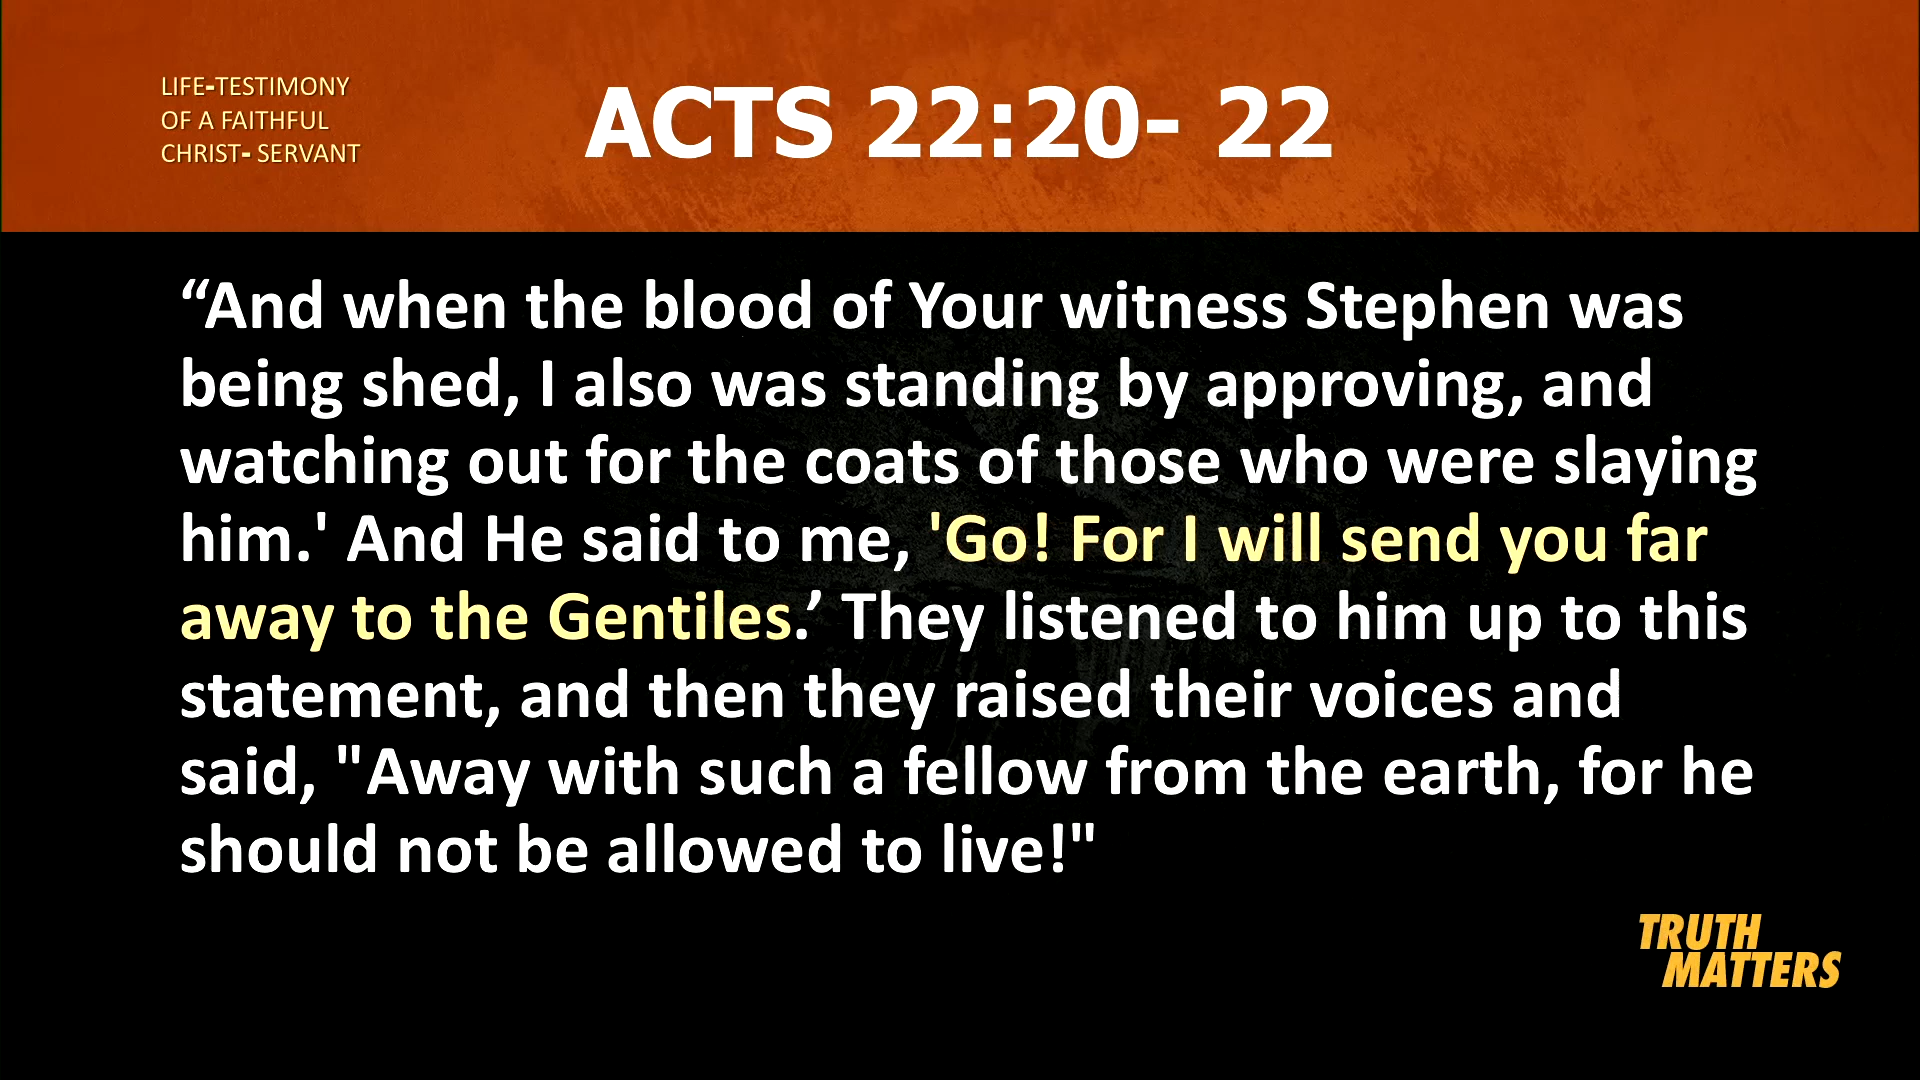 LIFE-TESTIMONY
OF A FAITHFUL
CHRIST- SERVANT
ACTS 22:20- 22
“And when the blood of Your witness Stephen was
being shed, I also was standing by approving, and
watching out for the coats of those who were slaying
him.' And He said to me, 'Go! For I will send you far
away to the Gentiles.’ They listened to him up to this
statement, and then they raised their voices and
said, "Away with such a fellow from the earth, for he
should not be allowed to live!"
TRUTH
MATTERS